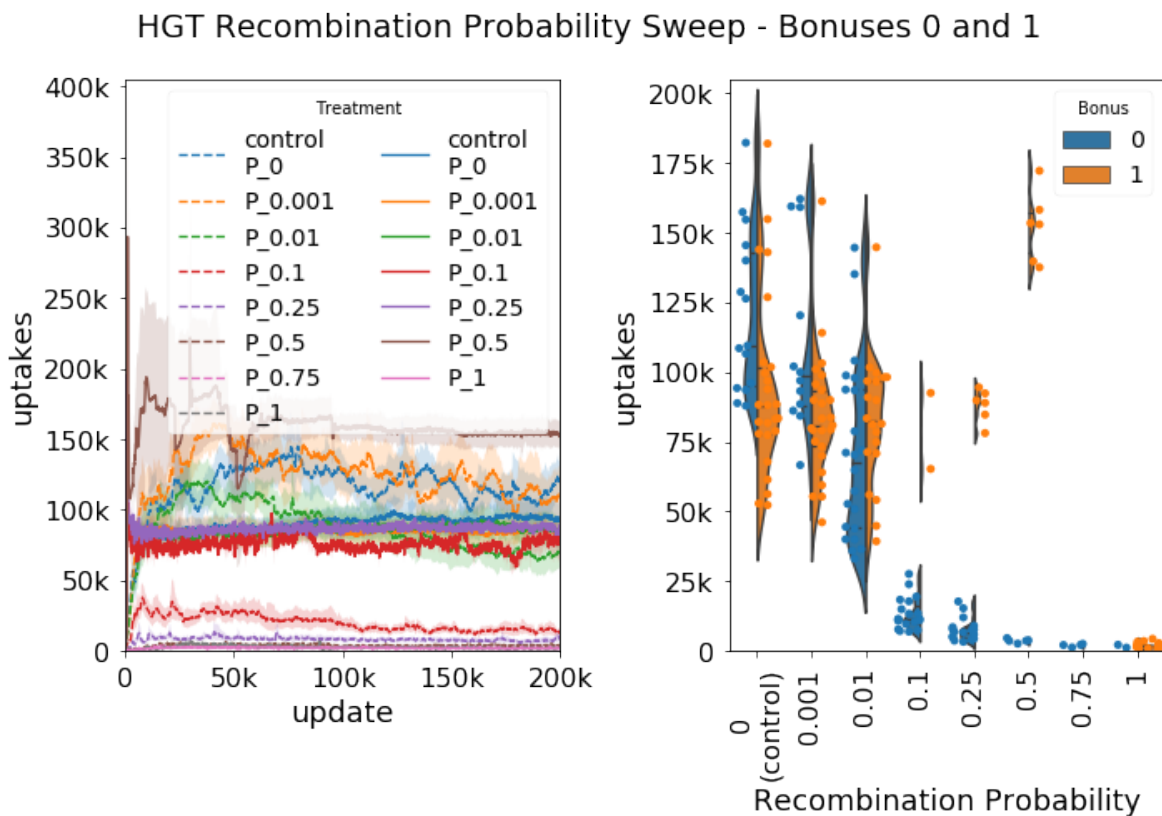 HGT Recombination Probability Sweep - Bonuses 0 and 1
400k
350k
300k
250k
200k
150k
100k
50k
0
uptakes
Treatment
control
P_0
P_0.001
P_0.01
P_0.1
P_0.25
P_0.5
P_0.75
P_1
control
P_0
P_0.001
P_0.01
P_0.1
P_0.25
P_0.5
P_1
0
50k
100k
150k
200k
update
200k
175k
150k
125k
100k
75k
50k
25k
0
uptakes
Bonus
0
1
0
(control)
0.001
0.01
0.1
0.25
0.5
0.75
1
Recombination Probability